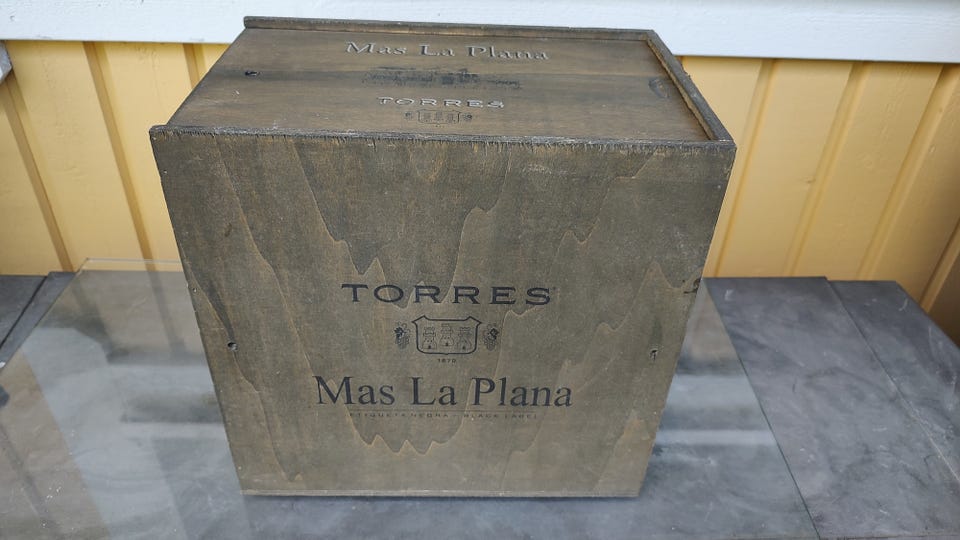 Mas La Plana
TORRES
TORRES
1870
Mas La Plana
ETIQUETA NEGRA - BLACK LABEL